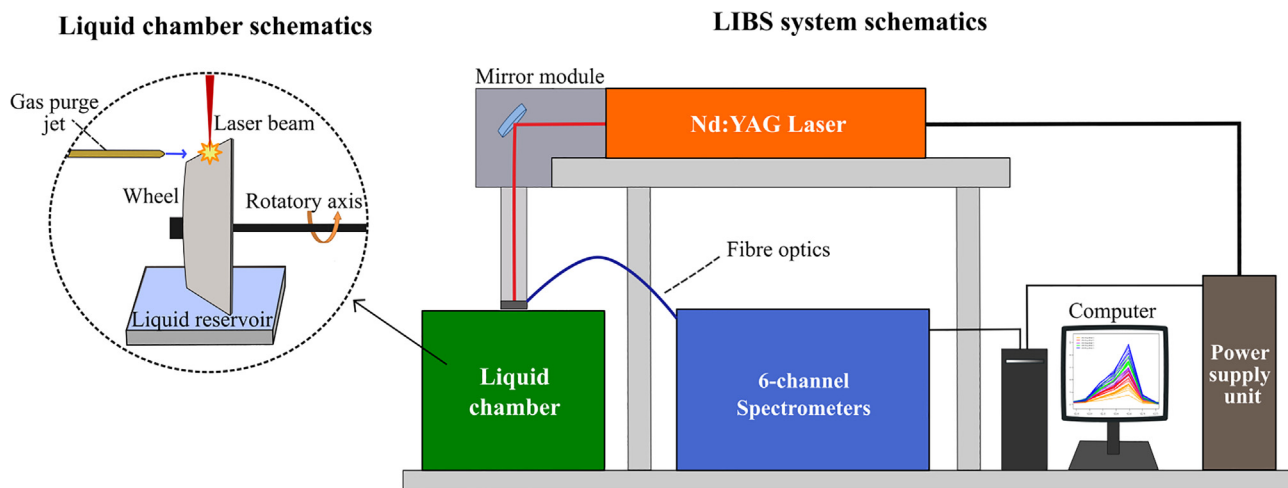 Liquid chamber schematics
LIBS system schematics
Gas purge
jet
Laser beam
Wheel
Rotatory axis
Liquid reservoir
Mirror module
Nd:YAG Laser
Fibre optics
Liquid
chamber
6-channel
Spectrometers
Computer
Power
supply
unit